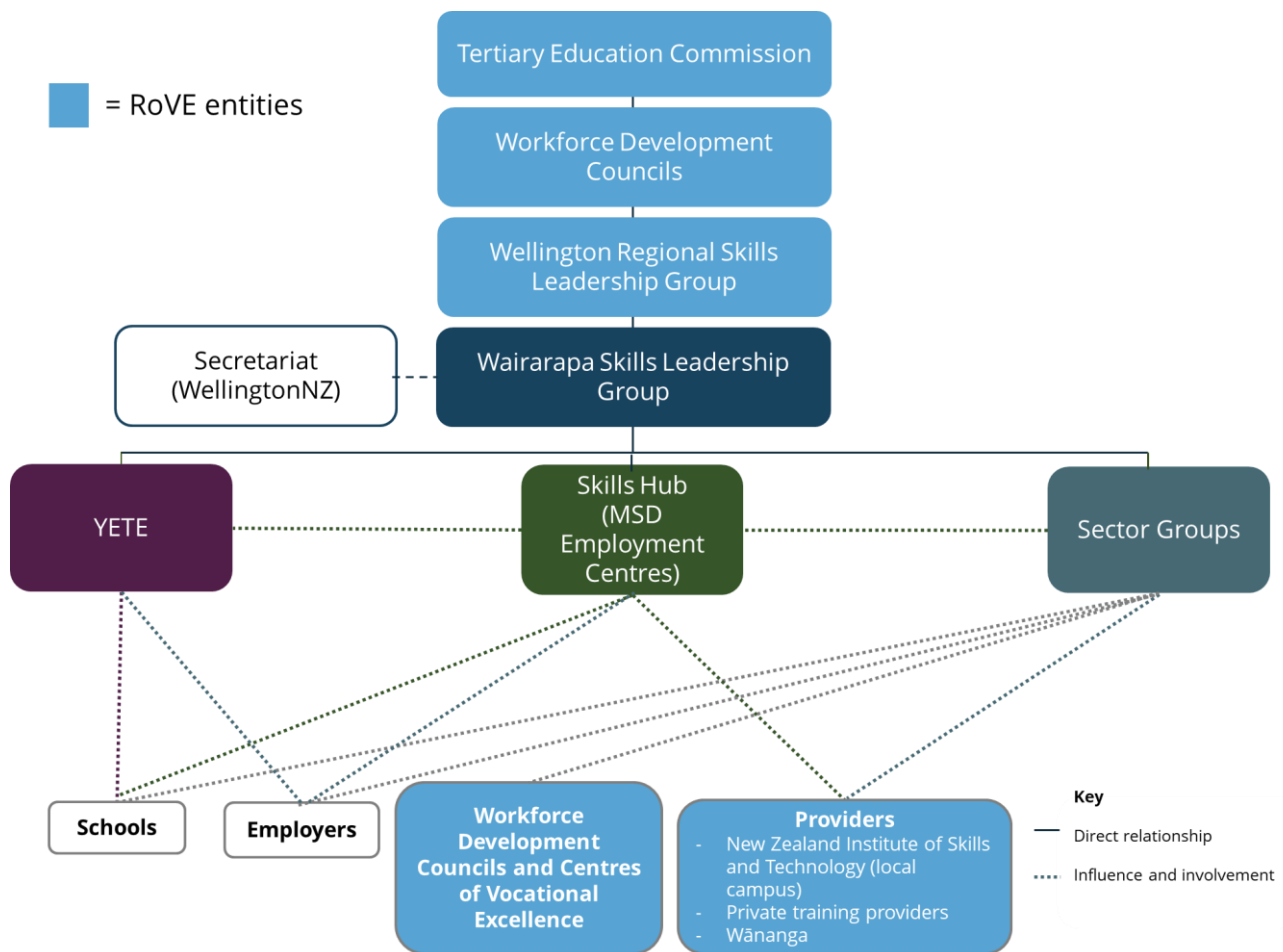 Tertiary Education Commission
= RoVE entities
Workforce Development
Councils
Wellington Regional Skills
Leadership Group
Secretariat
(WellingtonNZ)
Wairarapa Skills Leadership
Group
YETE
Skills Hub
(MSD
Employment
Centres)
Sector Groups
Schools
Employers
Workforce
Development
Councils and Centres
of Vocational
Excellence
Providers
- New Zealand Institute of Skills
and Technology (local
campus)
- Private training providers
- Wānanga
Key
Direct relationship
Influence and involvement